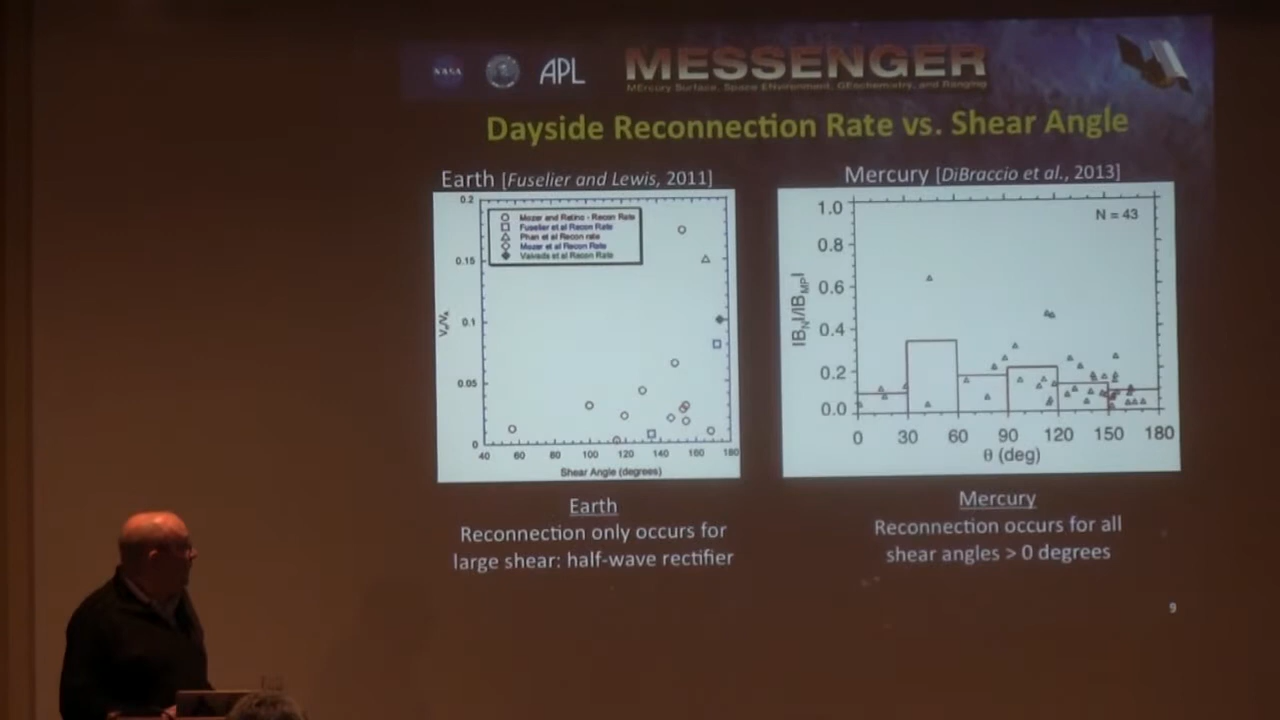 NASA
APL
MESSENGER
MErcury Surface, Space ENvironment, GEochemistry, and Ranging
Dayside Reconnection Rate vs. Shear Angle
Earth [Fuselier and Lewis, 2011]
Mercury [DiBraccio et al., 2013]
0.2
0.15
0.1
0.05
0
Mozer and Retino - Recon Rate
Fuselier et al Recon Rate
Phan et al Recon rate
Mozer et al Recon Rate
Vaivads et al Recon Rate
40 60 80 100 120 140 160 180
Shear Angle (degrees)
N = 43
1.0
0.8
0.6
0.4
0.2
0.0
|B_N|/|B_MP|
0 30 60 90 120 150 180
θ (deg)
Earth
Reconnection only occurs for
large shear: half-wave rectifier
Mercury
Reconnection occurs for all
shear angles > 0 degrees
9